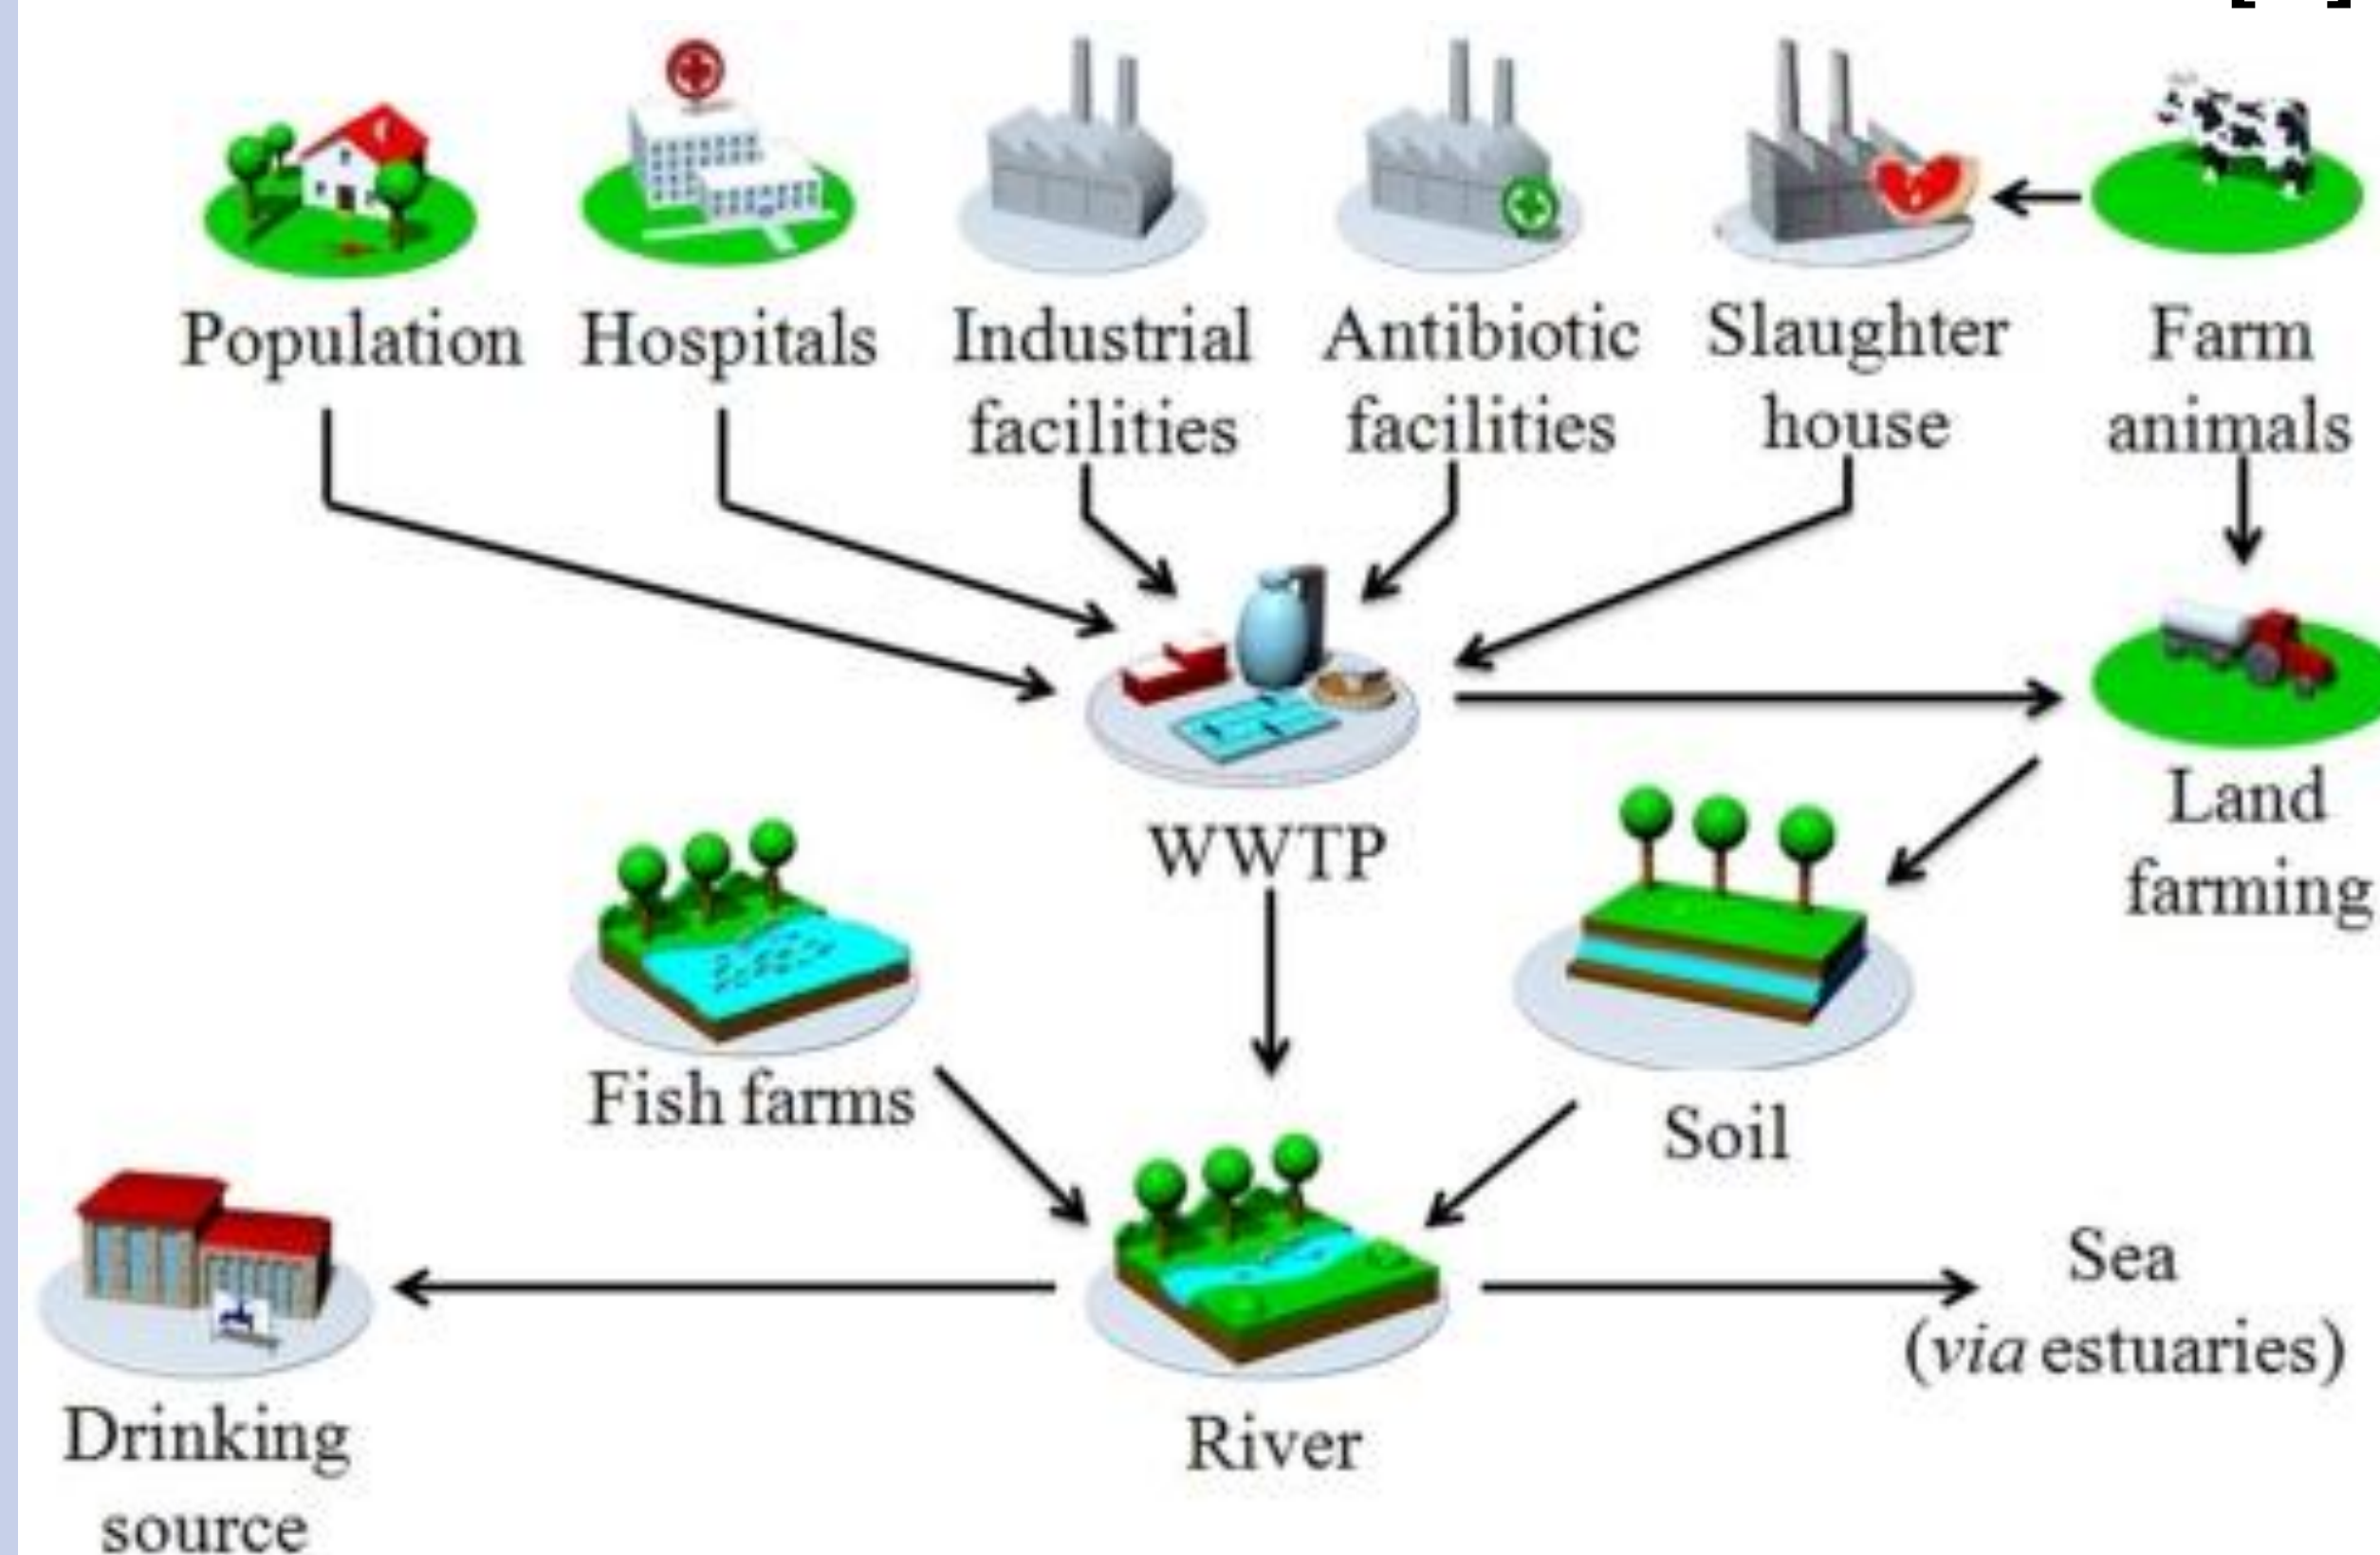 Population
Hospitals
Industrial
facilities
Antibiotic
facilities
Slaughter
house
Farm
animals
WWTP
Land
farming
Fish farms
Soil
Sea
(via estuaries)
River
Drinking
source